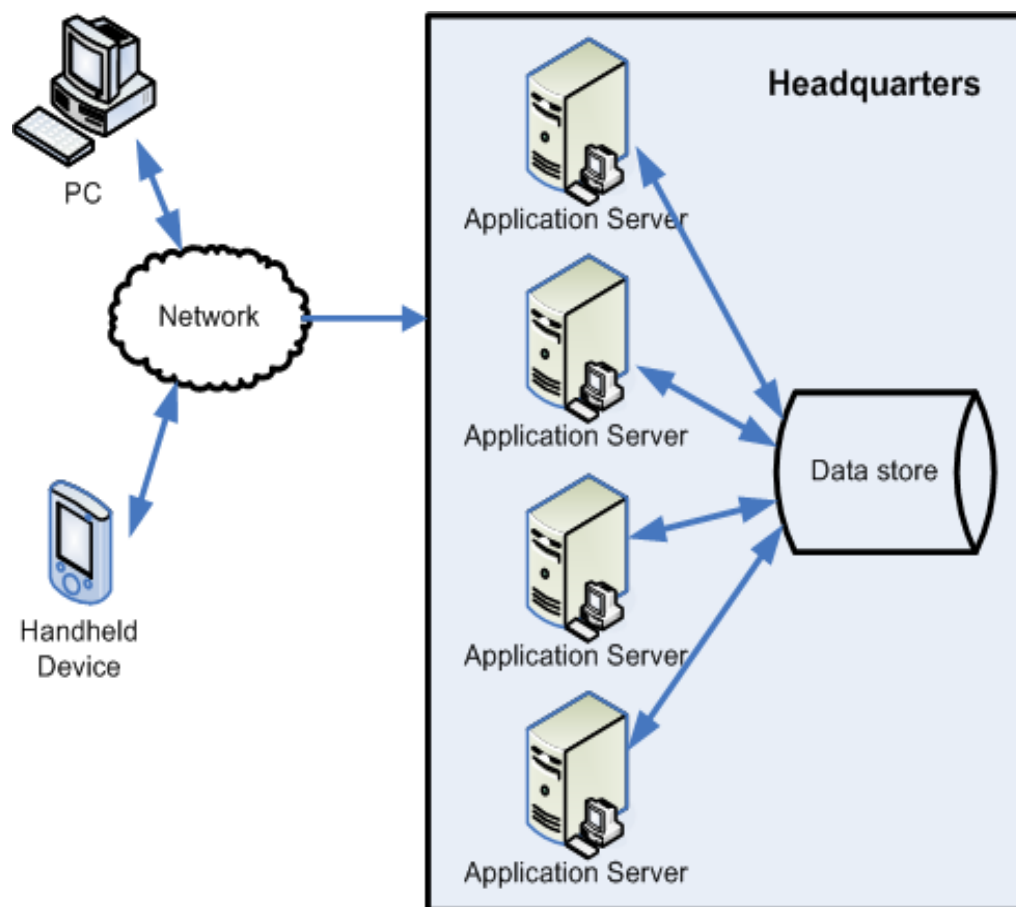 Headquarters
PC
Application Server
Network
Application Server
Data store
Handheld
Device
Application Server
Application Server